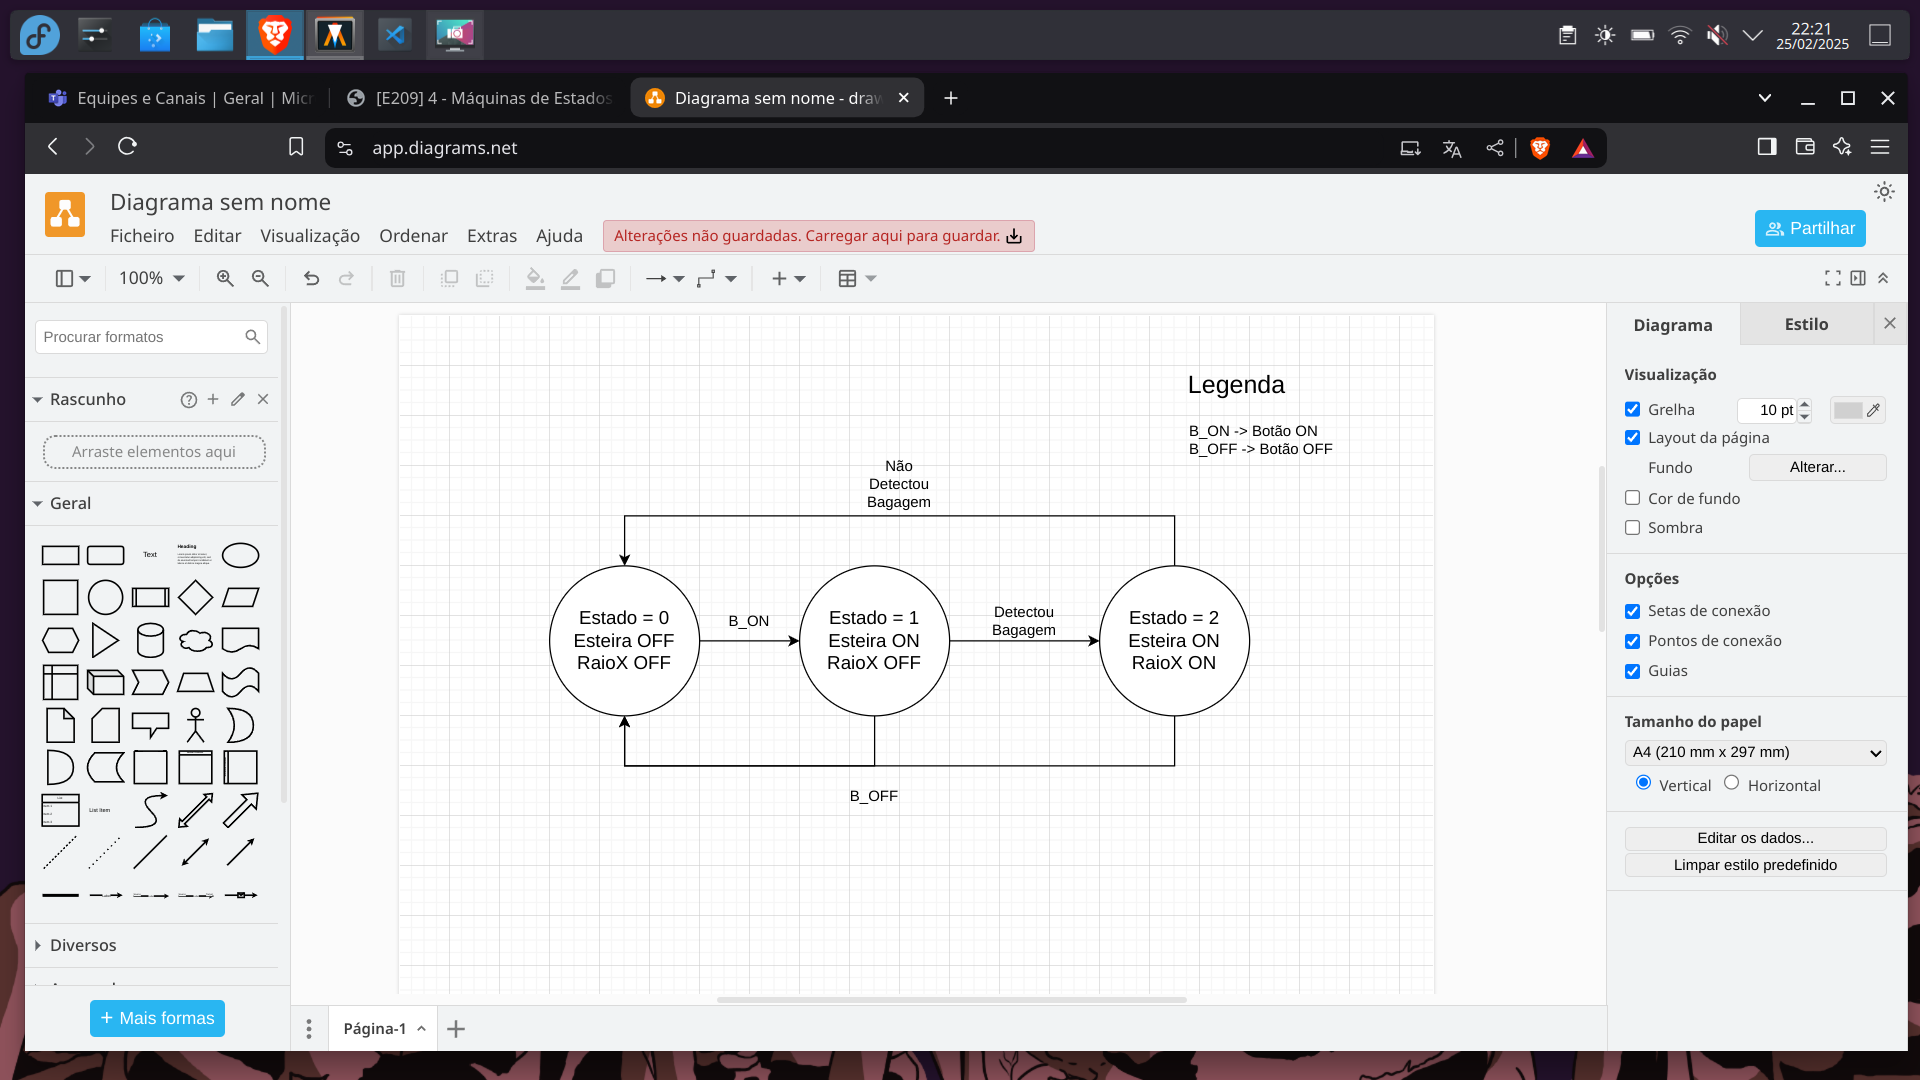 22:21
25/02/2025
Equipes e Canais | Geral | Micr
[E209] 4 - Máquinas de Estados
Diagrama sem nome - draw
app.diagrams.net
Diagrama sem nome
Ficheiro Editar Visualização Ordenar Extras Ajuda
Alterações não guardadas. Carregar aqui para guardar.
Partilhar
100%
Procurar formatos
Rascunho
Arraste elementos aqui
Geral
Text
Heading
List Item
Diversos
+ Mais formas
Legenda
B_ON -> Botão ON
B_OFF -> Botão OFF
Não
Detectou
Bagagem
Estado = 0
Esteira OFF
RaioX OFF
B_ON
Estado = 1
Esteira ON
RaioX OFF
Detectou
Bagagem
Estado = 2
Esteira ON
RaioX ON
B_OFF
Página-1
Diagrama
Estilo
Visualização
Grelha
10 pt
Layout da página
Fundo
Alterar...
Cor de fundo
Sombra
Opções
Setas de conexão
Pontos de conexão
Guias
Tamanho do papel
A4 (210 mm x 297 mm)
Vertical
Horizontal
Editar os dados...
Limpar estilo predefinido